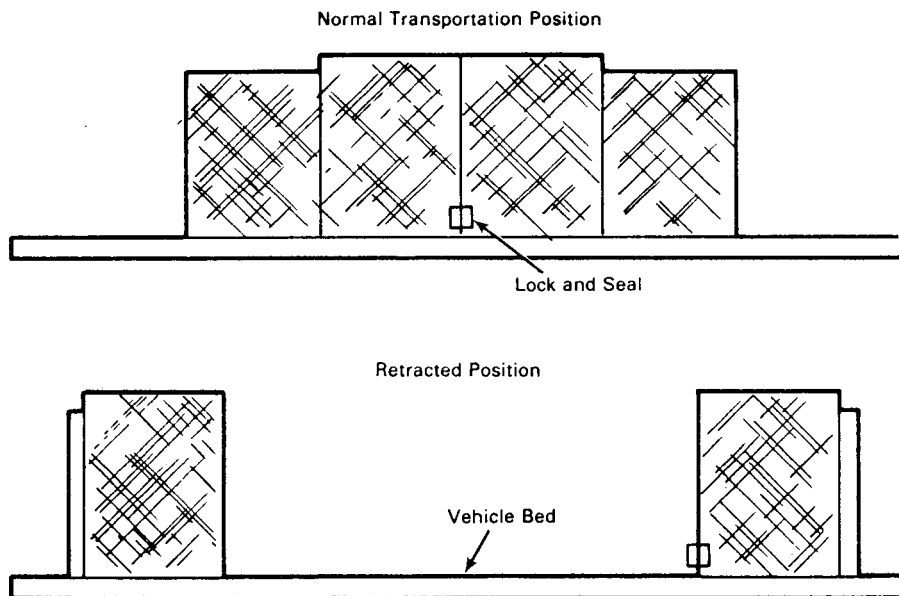 Normal Transportation Position
Lock and Seal
Retracted Position
Vehicle Bed